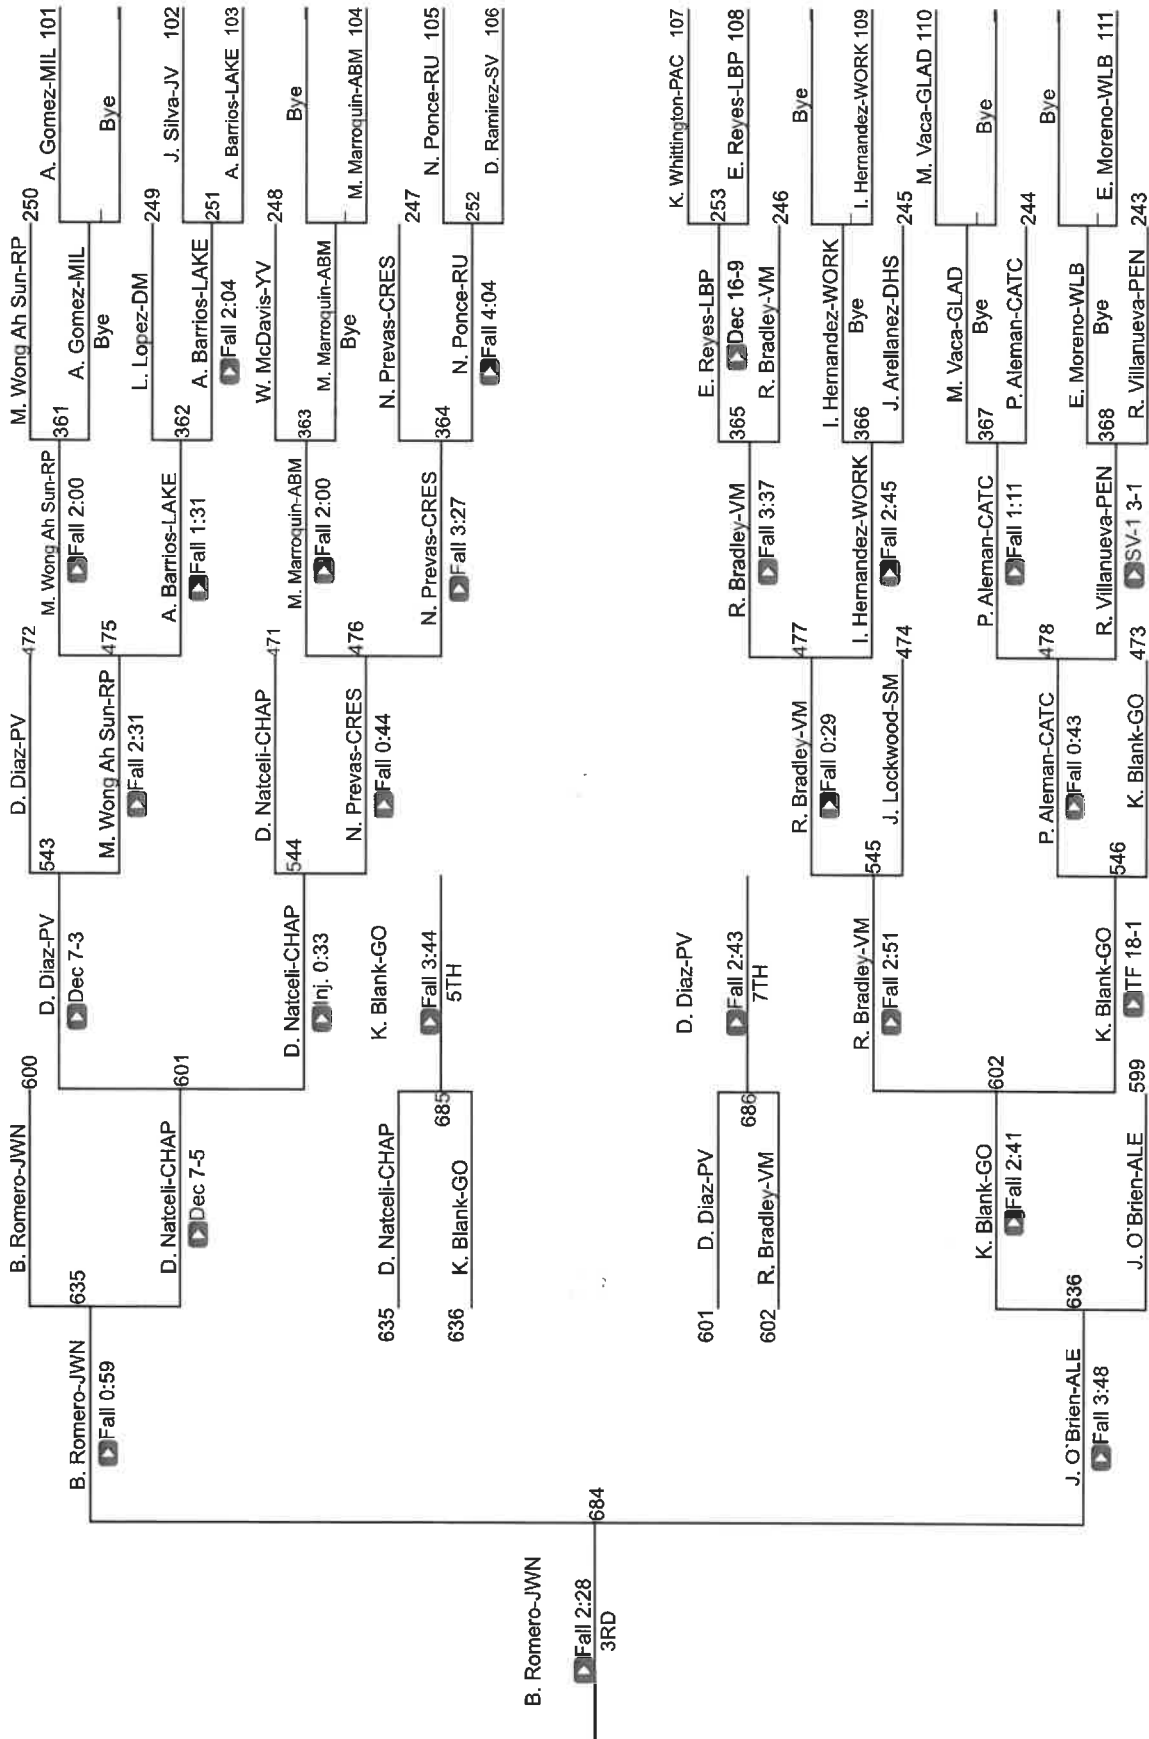 A. Gomez-MIL 101
Bye
J. Silva-JV 102
A. Barrios-LAKE 103
Bye
M. Marroquin-ABM 104
N. Ponce-RU 105
D. Ramirez-SV 106
K. Whittington-PAC 107
E. Reyes-LBP 108
Bye
I. Hernandez-WORK 109
M. Vaca-GLAD 110
Bye
Bye
E. Moreno-WLB 111
M. Wong Ah Sun-RP 250
A. Gomez-MIL
Bye
L. Lopez-DM 249
A. Barrios-LAKE 251
Fall 2:04
W. McDavis-YV 248
M. Marroquin-ABM
Bye
N. Prevas-CRES 247
N. Ponce-RU 252
Fall 4:04
E. Reyes-LBP 253
Dec 16-9
R. Bradley-VM 246
I. Hernandez-WORK
Bye
J. Arellanez-DHS 245
M. Vaca-GLAD
Bye
P. Aleman-CATC 244
E. Moreno-WLB
Bye
R. Villanueva-PEN 243
M. Wong Ah Sun-RP 361
Fall 2:00
A. Barrios-LAKE 362
Fall 1:31
M. Marroquin-ABM 363
Fall 2:00
N. Prevas-CRES 364
Fall 3:27
R. Bradley-VM 365
Fall 3:37
I. Hernandez-WORK 366
Fall 2:45
P. Aleman-CATC 367
Fall 1:11
R. Villanueva-PEN 368
SV-1 3-1
D. Diaz-PV 472
M. Wong Ah Sun-RP 475
Fall 2:31
D. Natceli-CHAP 471
N. Prevas-CRES 476
Fall 0:44
R. Bradley-VM 477
Fall 0:29
J. Lockwood-SM 474
P. Aleman-CATC 478
Fall 0:43
K. Blank-GO 473
D. Diaz-PV 543
Dec 7-3
D. Natceli-CHAP 544
Inj. 0:33
R. Bradley-VM 545
Fall 2:51
K. Blank-GO 546
TF 18-1
B. Romero-JWN 600
D. Natceli-CHAP 601
Dec 7-5
K. Blank-GO 602
Fall 2:41
J. O`Brien-ALE 599
B. Romero-JWN 635
Fall 0:59
J. O`Brien-ALE 636
Fall 3:48
B. Romero-JWN 684
Fall 2:28
3RD
635 D. Natceli-CHAP
636 K. Blank-GO
685
K. Blank-GO
Fall 3:44
5TH
601 D. Diaz-PV
602 R. Bradley-VM
686
D. Diaz-PV
Fall 2:43
7TH